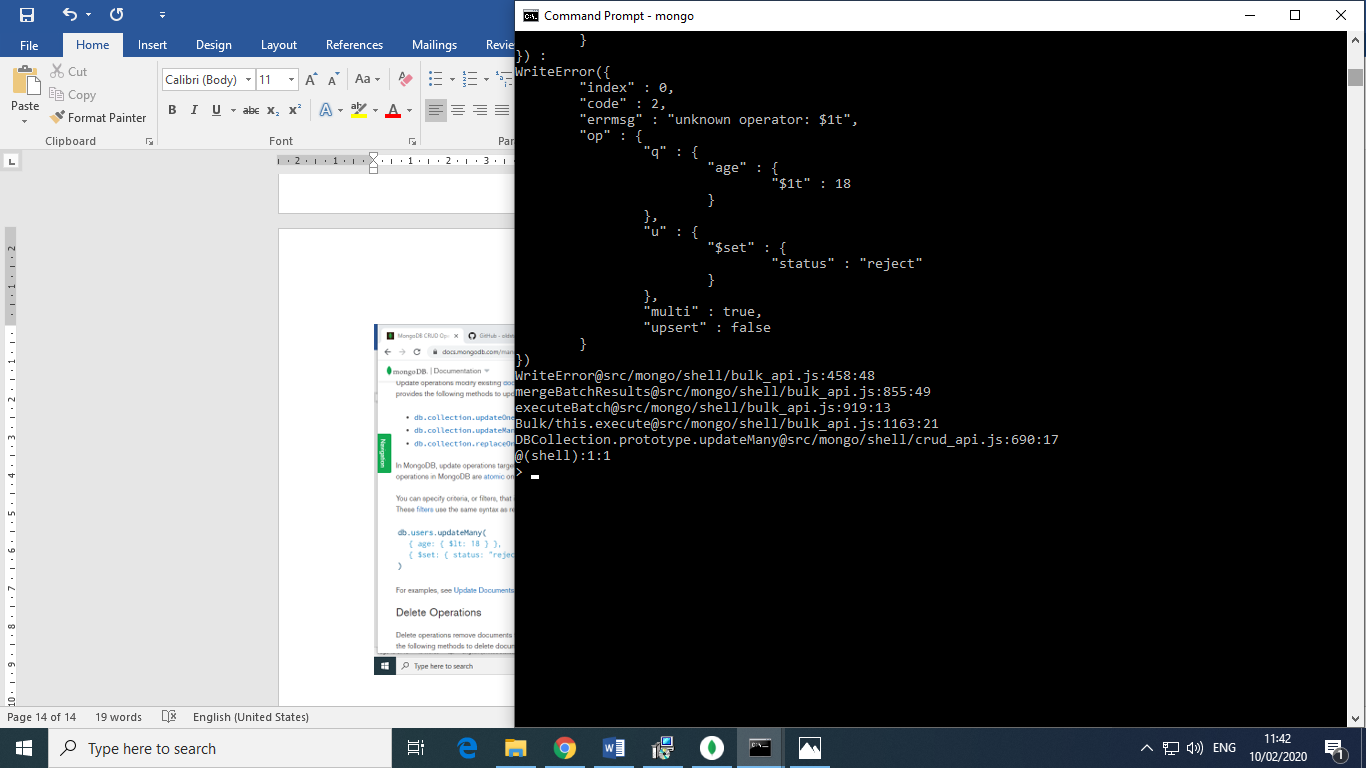 Command Prompt - mongo
File Home Insert Design Layout References Mailings Revie
Paste
Cut
Copy
Format Painter
Calibri (Body) 11
Aa
B I U abc x₂ x² A ab A
Clipboard Font Par
}
}) :
WriteError({
"index" : 0,
"code" : 2,
"errmsg" : "unknown operator: $1t",
"op" : {
"q" : {
"age" : {
"$1t" : 18
}
},
"u" : {
"$set" : {
"status" : "reject"
}
},
"multi" : true,
"upsert" : false
}
})
WriteError@src/mongo/shell/bulk_api.js:458:48
mergeBatchResults@src/mongo/shell/bulk_api.js:855:49
executeBatch@src/mongo/shell/bulk_api.js:919:13
Bulk/this.execute@src/mongo/shell/bulk_api.js:1163:21
DBCollection.prototype.updateMany@src/mongo/shell/crud_api.js:690:17
@(shell):1:1
>
MongoDB CRUD Ope GitHub -
docs.mongodb.com/man
mongoDB. | Documentation
Update operations modify existing doc
provides the following methods to upd
db.collection.updateOne
db.collection.updateMan
db.collection.replaceOn
Navigation
In MongoDB, update operations targe
operations in MongoDB are atomic on
You can specify criteria, or filters, that
These filters use the same syntax as re
db.users.updateMany(
{ age: { $lt: 18 } },
{ $set: { status: "rejec
)
For examples, see Update Documents
Delete Operations
Delete operations remove documents
the following methods to delete docum
Type here to search
Page 14 of 14 19 words English (United States)
Type here to search
ENG
11:42
10/02/2020
1